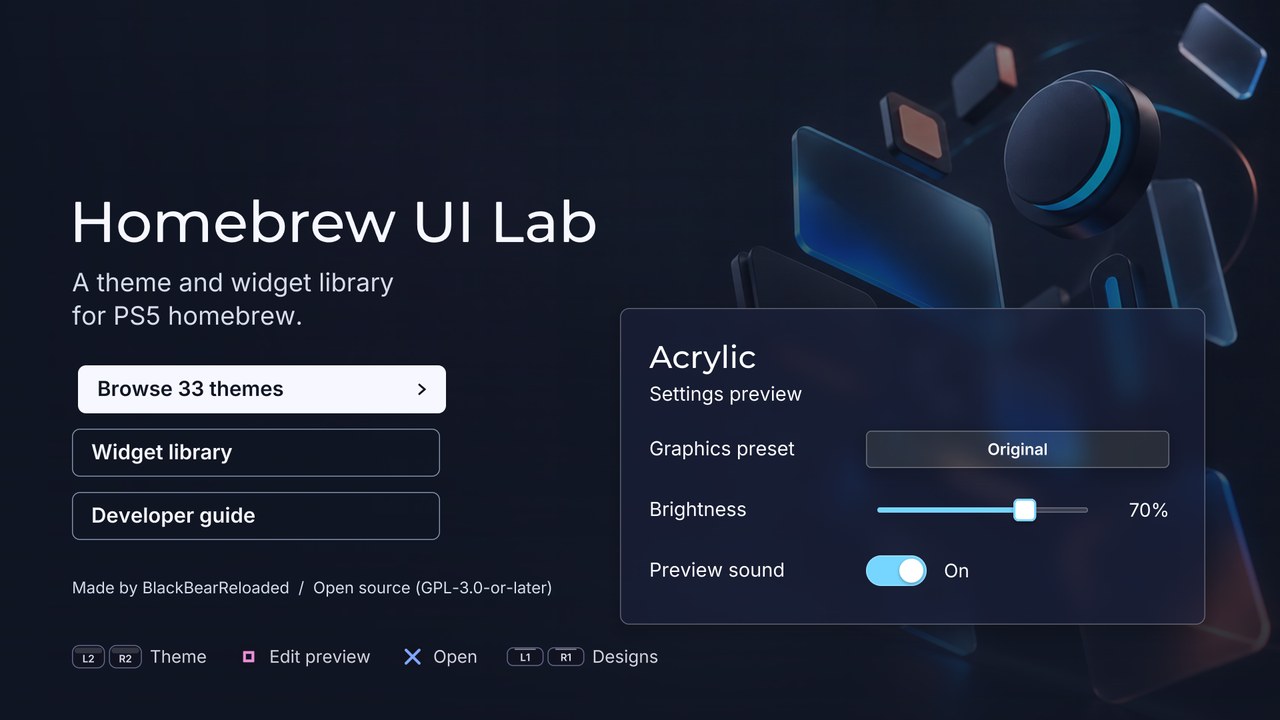 Homebrew UI Lab
A theme and widget library
for PS5 homebrew.
Browse 33 themes
Widget library
Developer guide
Made by BlackBearReloaded / Open source (GPL-3.0-or-later)
Acrylic
Settings preview
Graphics preset
Original
Brightness
70%
Preview sound
On
L2 R2 Theme
Edit preview
Open
L1 R1 Designs